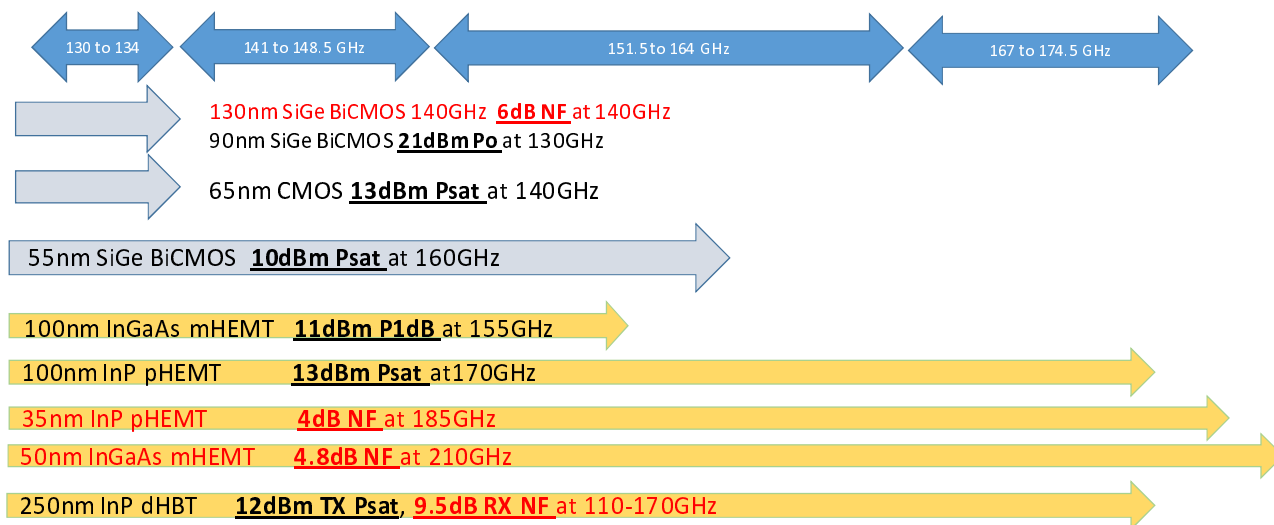 130 to 134
141 to 148.5 GHz
151.5 to 164 GHz
167 to 174.5 GHz
130nm SiGe BiCMOS 140GHz 6dB NF at 140GHz
90nm SiGe BiCMOS 21dBm Po at 130GHz
65nm CMOS 13dBm Psat at 140GHz
55nm SiGe BiCMOS 10dBm Psat at 160GHz
100nm InGaAs mHEMT 11dBm P1dB at 155GHz
100nm InP pHEMT 13dBm Psat at170GHz
35nm InP pHEMT 4dB NF at 185GHz
50nm InGaAs mHEMT 4.8dB NF at 210GHz
250nm InP dHBT 12dBm TX Psat, 9.5dB RX NF at 110-170GHz